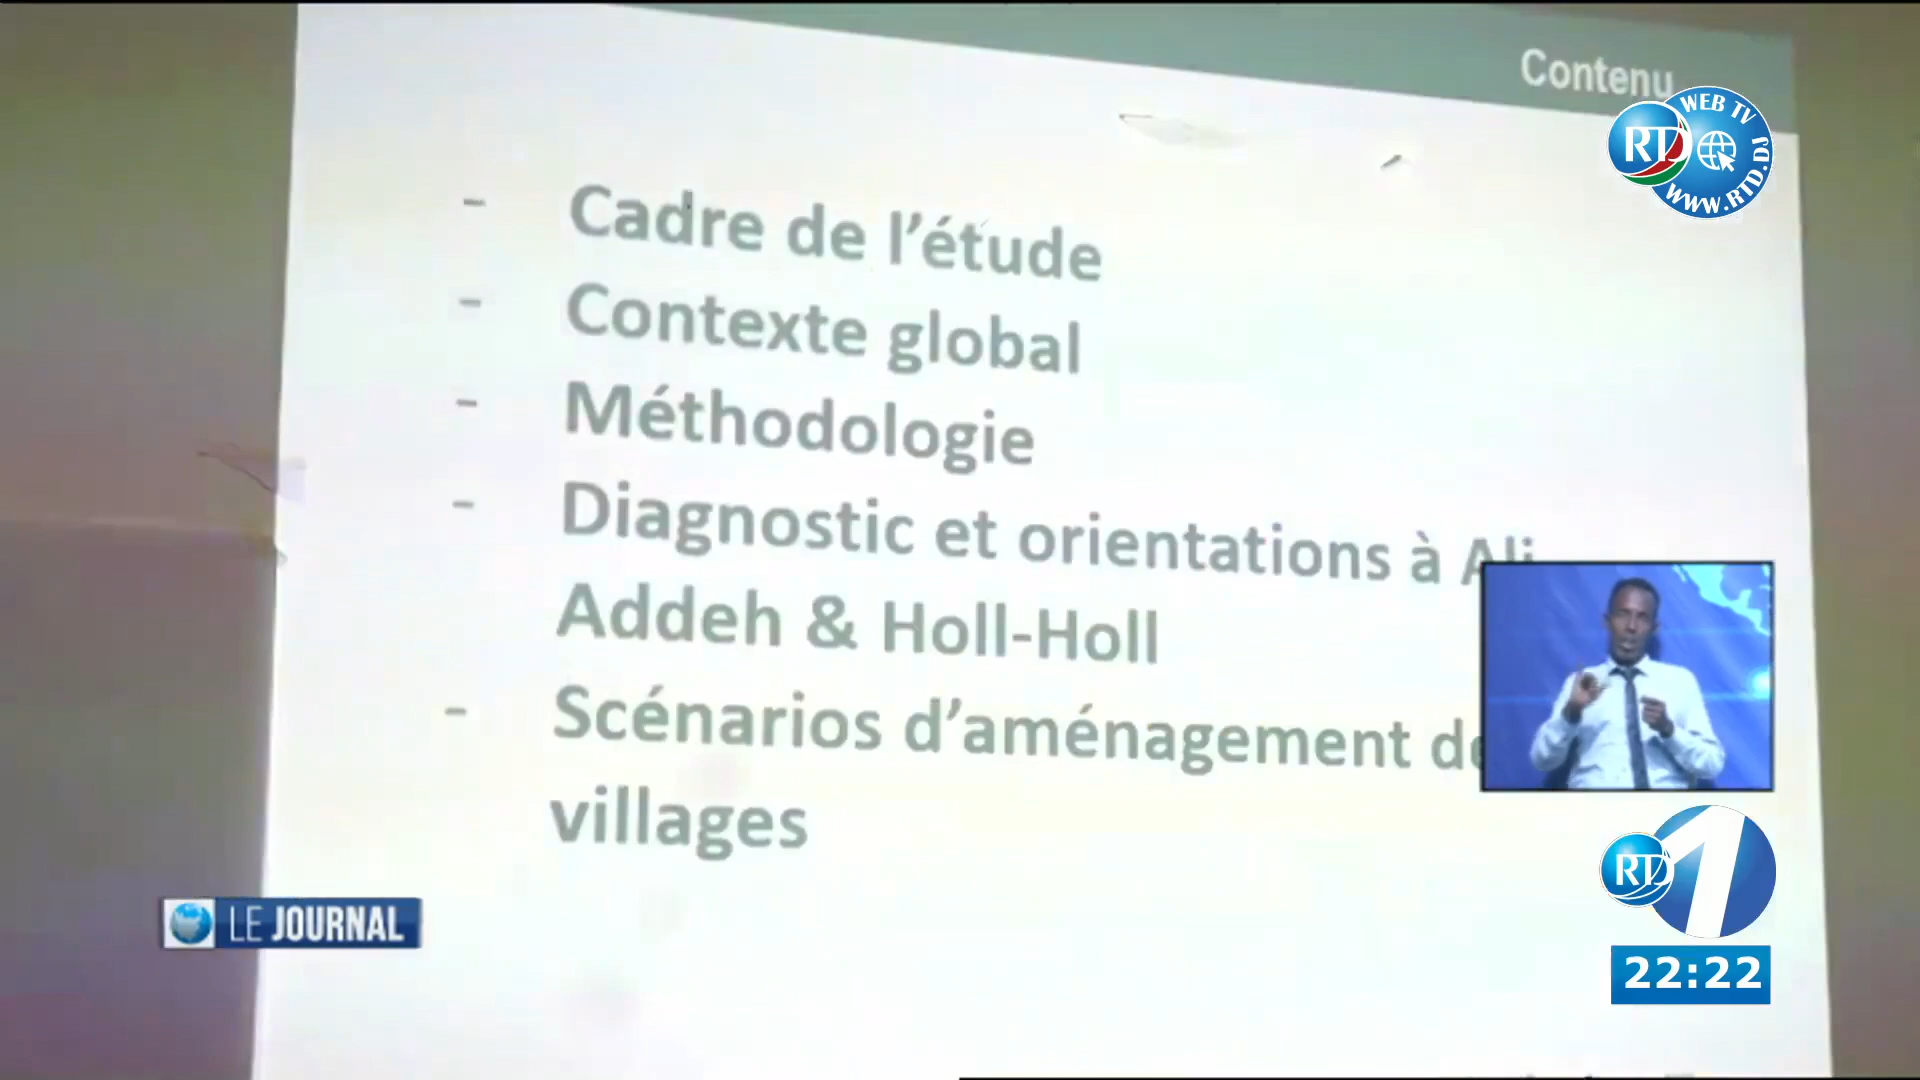 Contenu
WEB TV
RTD
WWW.RTD.DJ
- Cadre de l'étude
- Contexte global
- Méthodologie
- Diagnostic et orientations à Ali
Addeh & Holl-Holl
- Scénarios d'aménagement
villages
LE JOURNAL
RTD 1
22:22